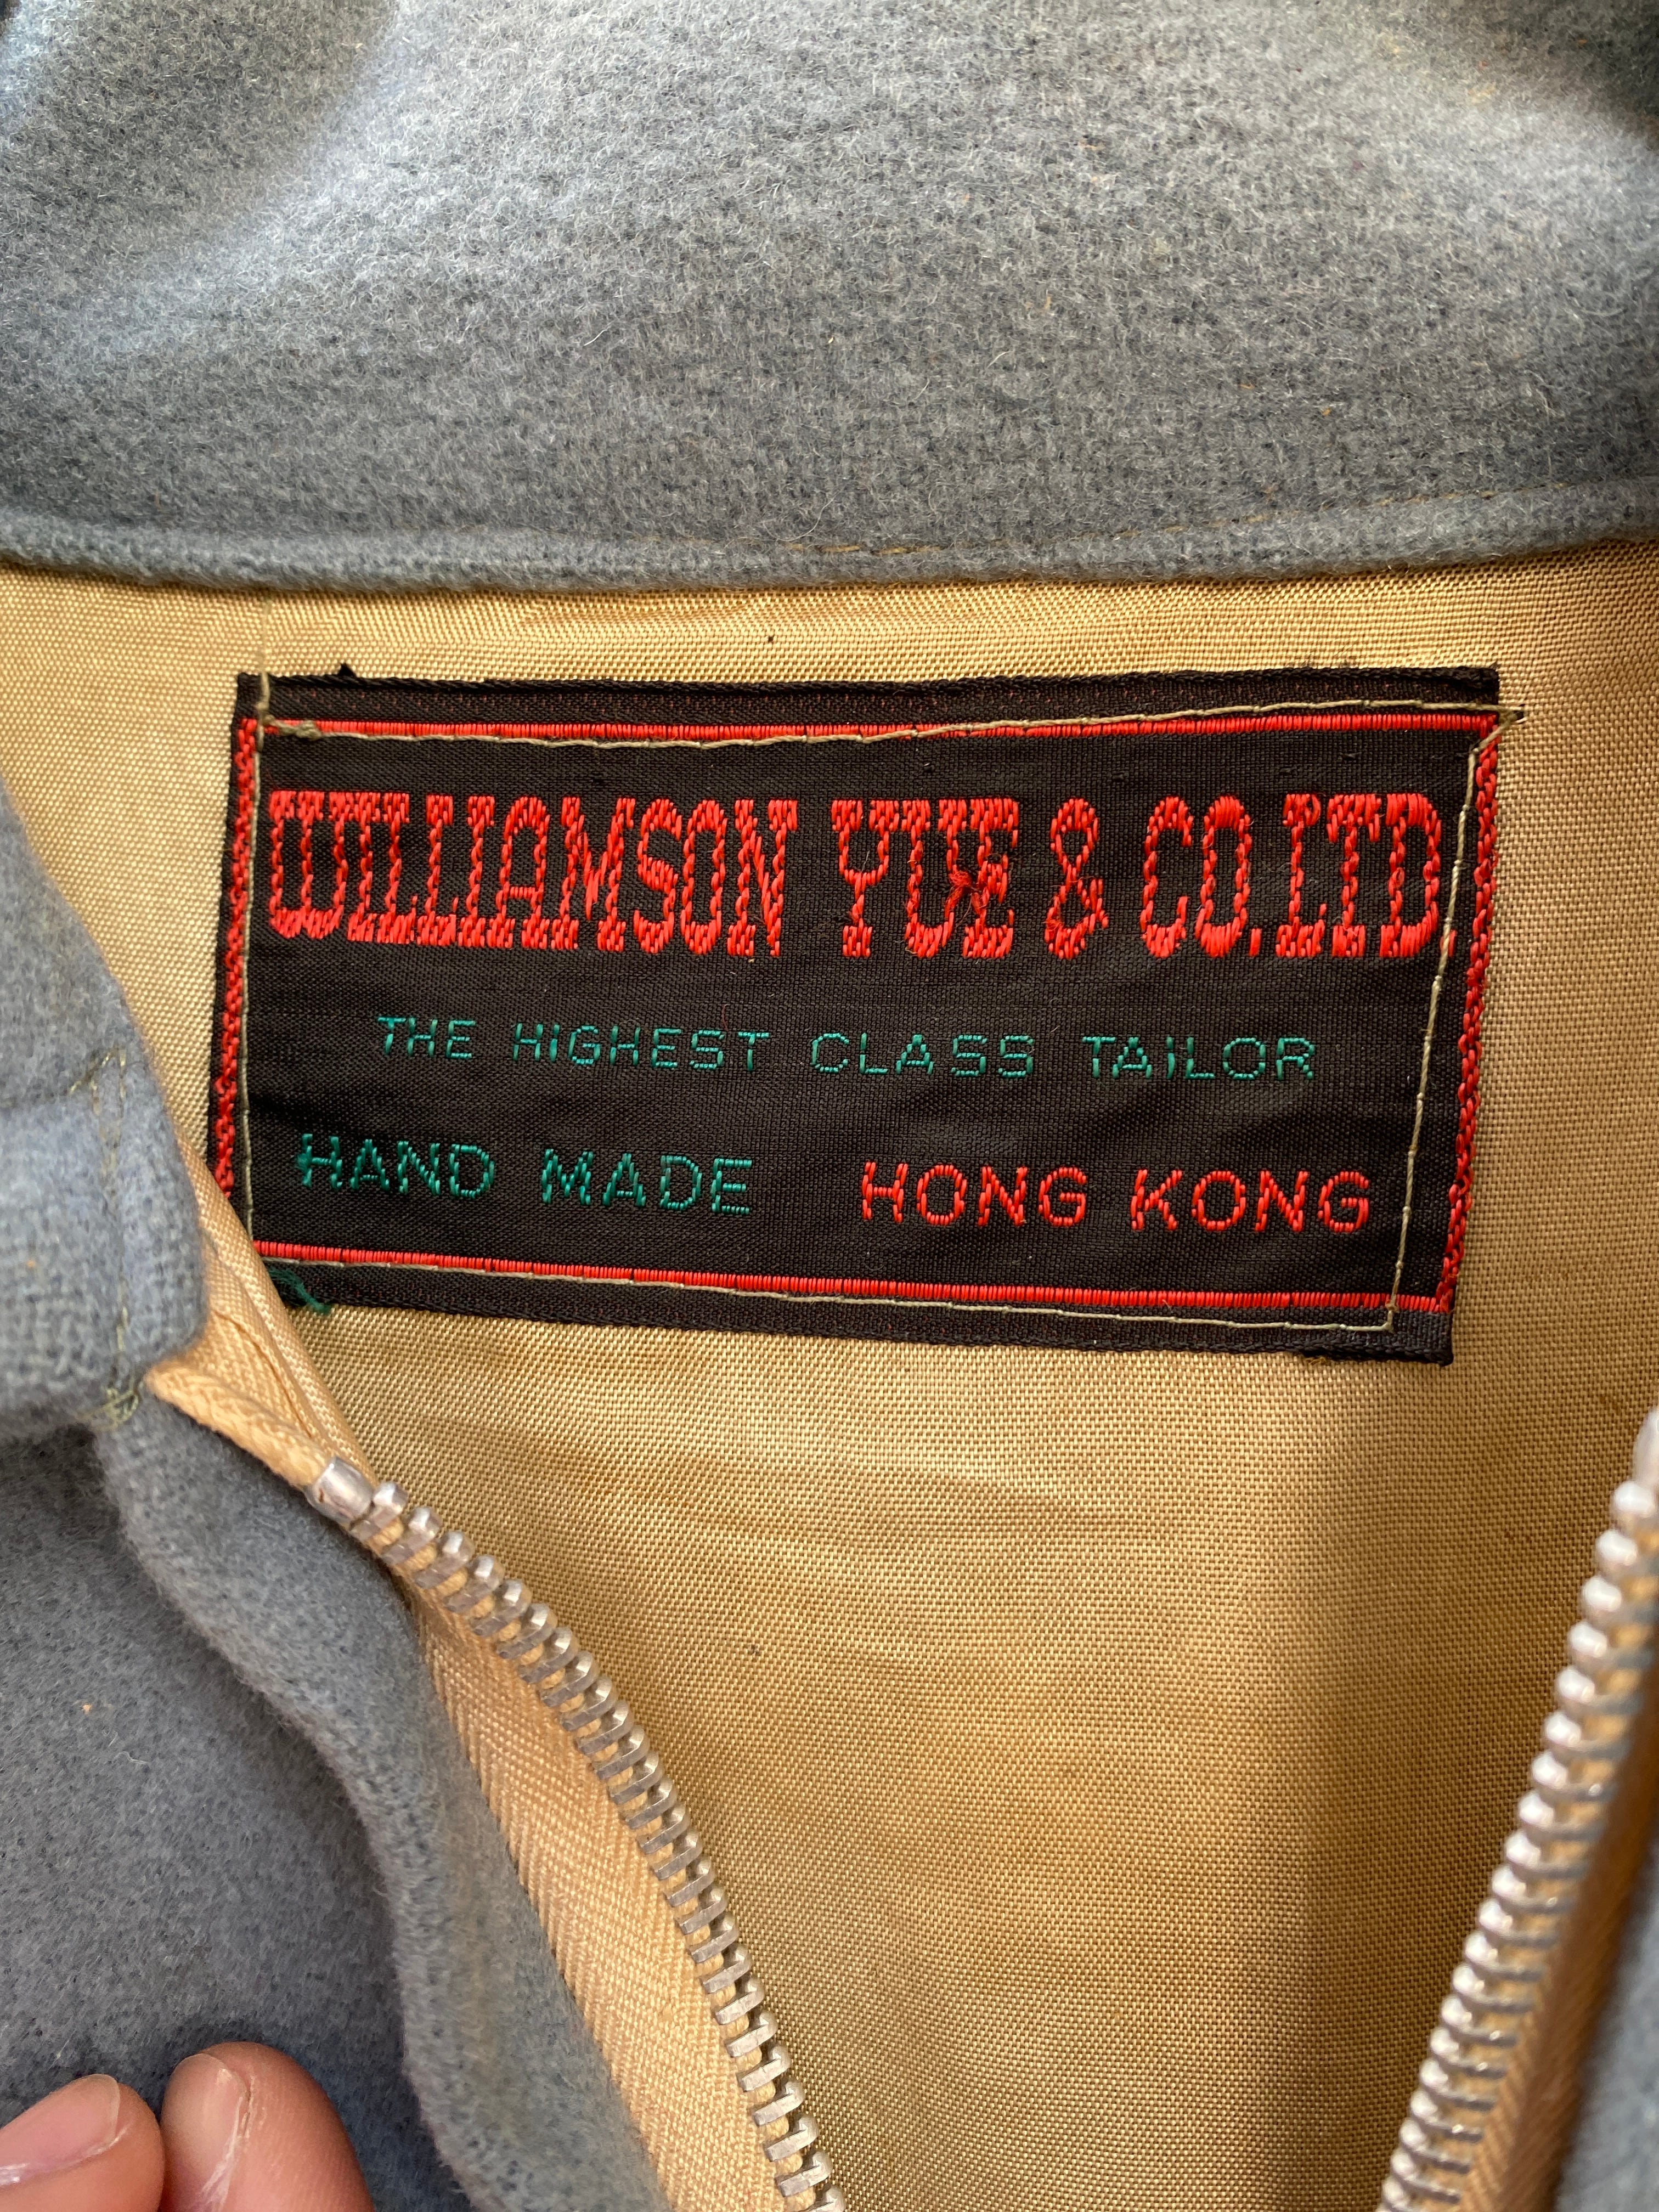 WILLIAMSON YUE & CO. LTD
THE HIGHEST CLASS TAILOR
HAND MADE HONG KONG